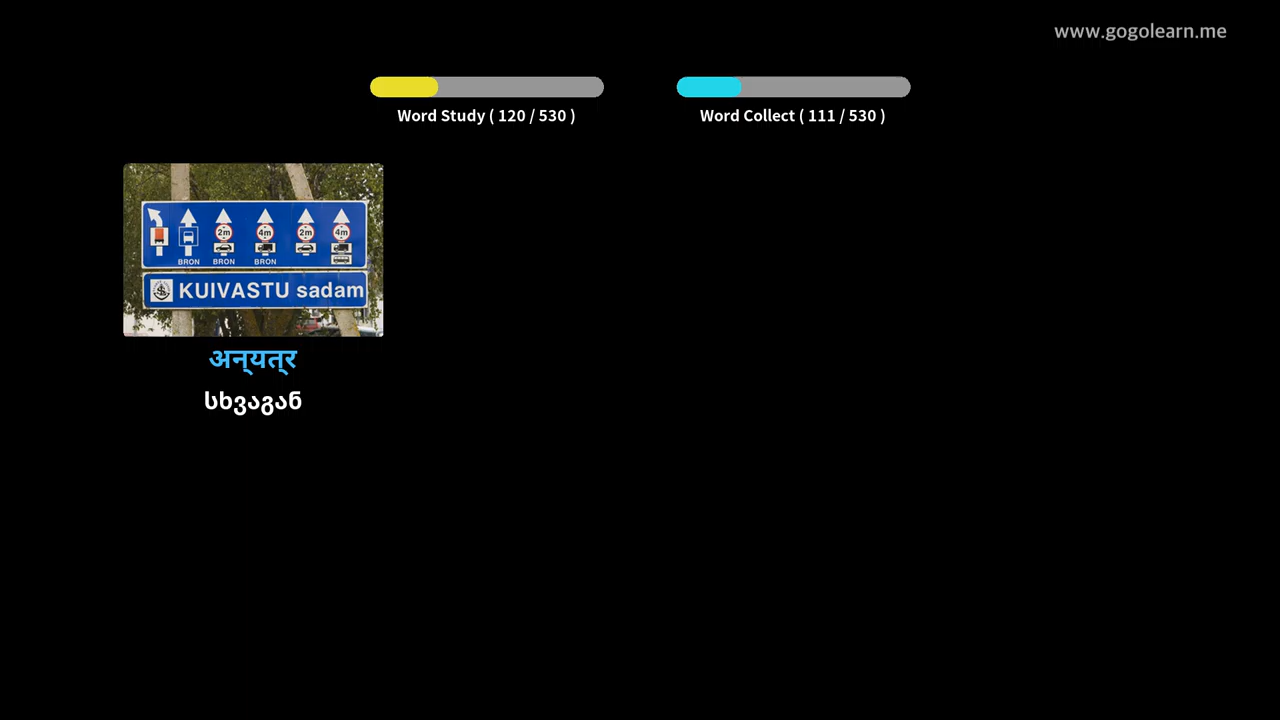 www.gogolearn.me
Word Study ( 120 / 530 )
Word Collect ( 111 / 530 )
2m
4m
2m
4m
BRON
BRON
BRON
KUIVASTU sadam
अन्यत्र
სხვაგან